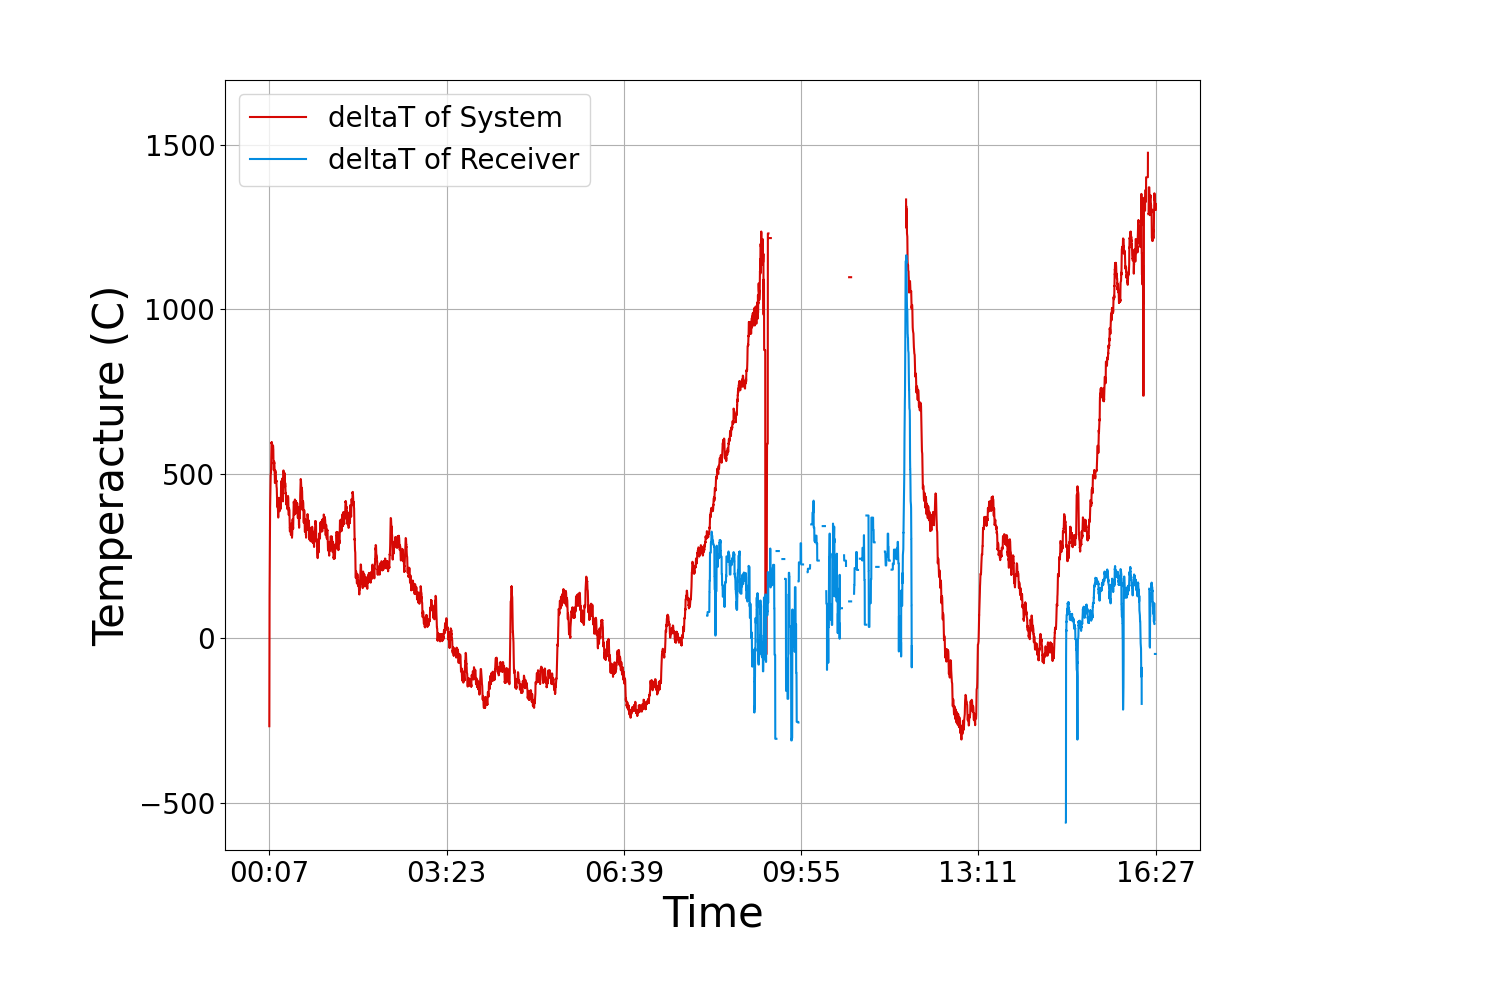 deltaT of System
deltaT of Receiver
1500
1000
500
0
−500
Temperacture (C)
00:07 03:23 06:39 09:55 13:11 16:27
Time